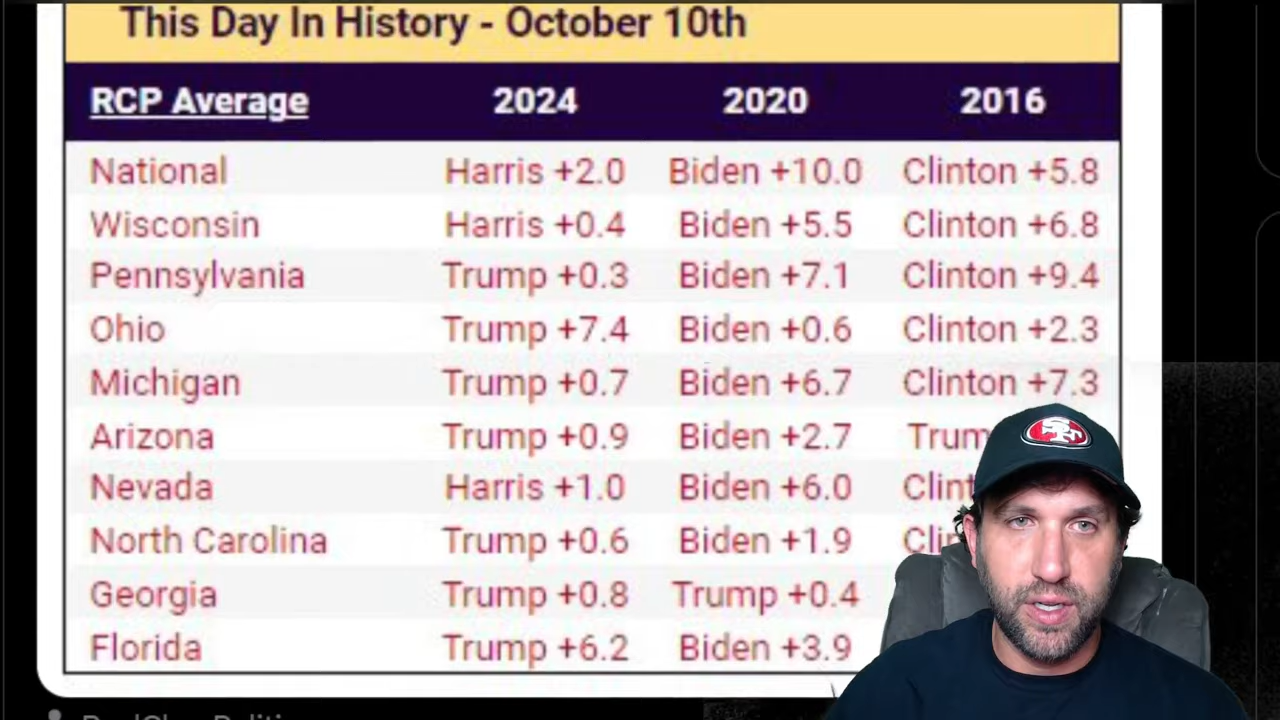 This Day In History - October 10th
RCP Average 2024 2020 2016
National Harris +2.0 Biden +10.0 Clinton +5.8
Wisconsin Harris +0.4 Biden +5.5 Clinton +6.8
Pennsylvania Trump +0.3 Biden +7.1 Clinton +9.4
Ohio Trump +7.4 Biden +0.6 Clinton +2.3
Michigan Trump +0.7 Biden +6.7 Clinton +7.3
Arizona Trump +0.9 Biden +2.7
Nevada Harris +1.0 Biden +6.0
North Carolina Trump +0.6 Biden +1.9
Georgia Trump +0.8 Trump +0.4
Florida Trump +6.2 Biden +3.9
SF